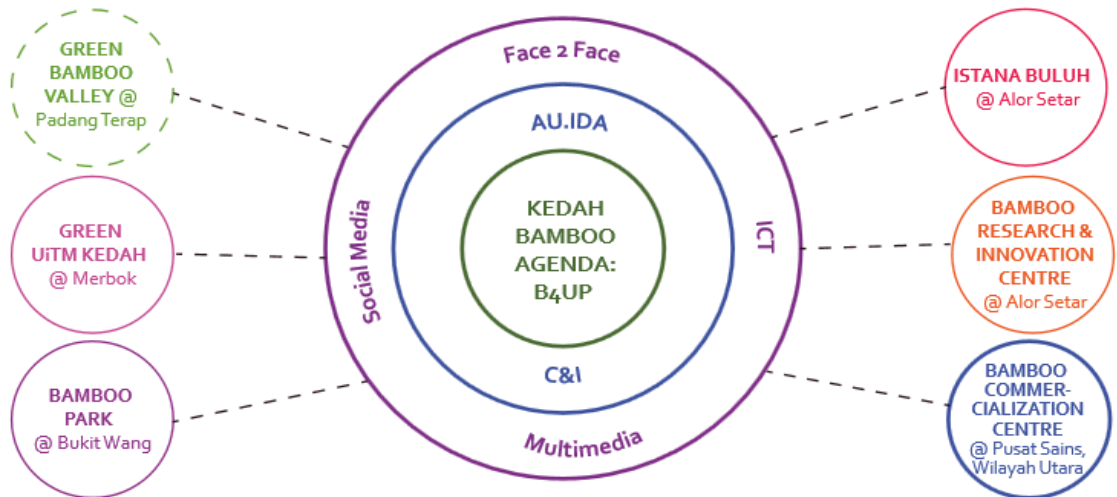 GREEN
BAMBOO
VALLEY @
Padang Terap
GREEN
UiTM KEDAH
@ Merbok
BAMBOO
PARK
@ Bukit Wang
Face 2 Face
AU.IDA
KEDAH
BAMBOO
AGENDA:
B4UP
Social Media
ICT
C&I
Multimedia
ISTANA BULUH
@ Alor Setar
BAMBOO
RESEARCH &
INNOVATION
CENTRE
@ Alor Setar
BAMBOO
COMMER-
CIALIZATION
CENTRE
@ Pusat Sains,
Wilayah Utara